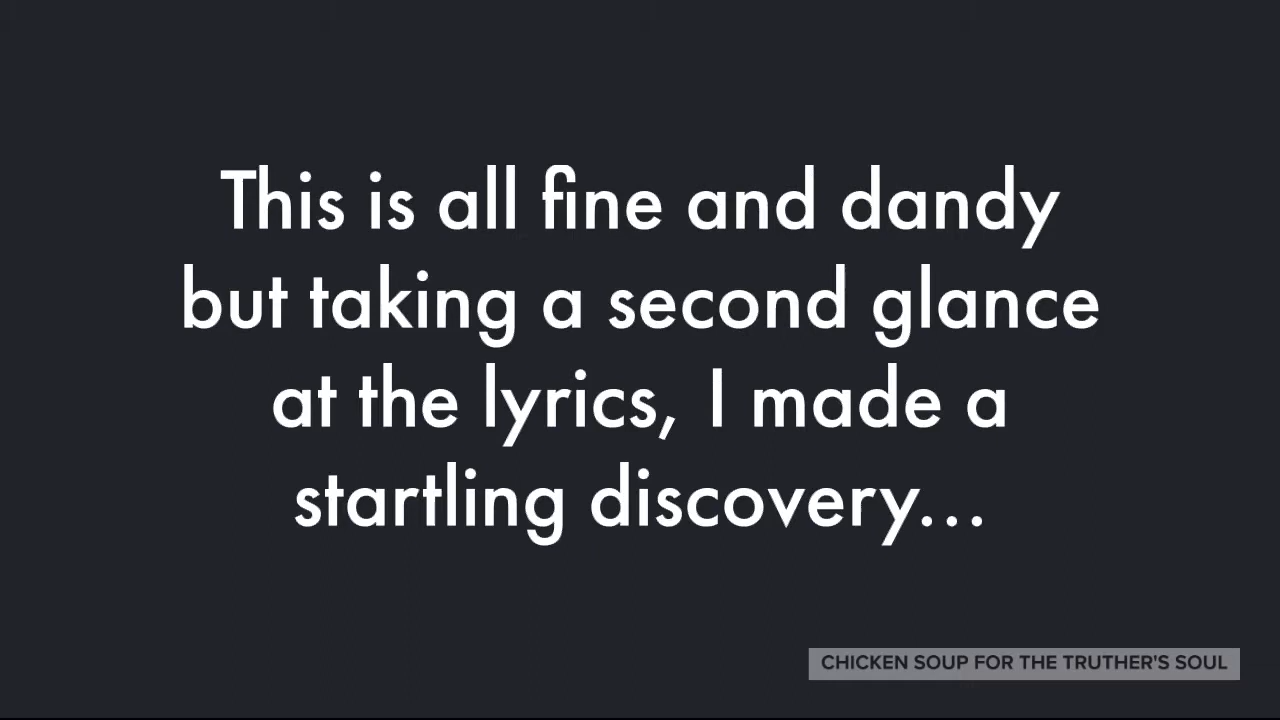 This is all fine and dandy
but taking a second glance
at the lyrics, I made a
startling discovery...
CHICKEN SOUP FOR THE TRUTHER'S SOUL